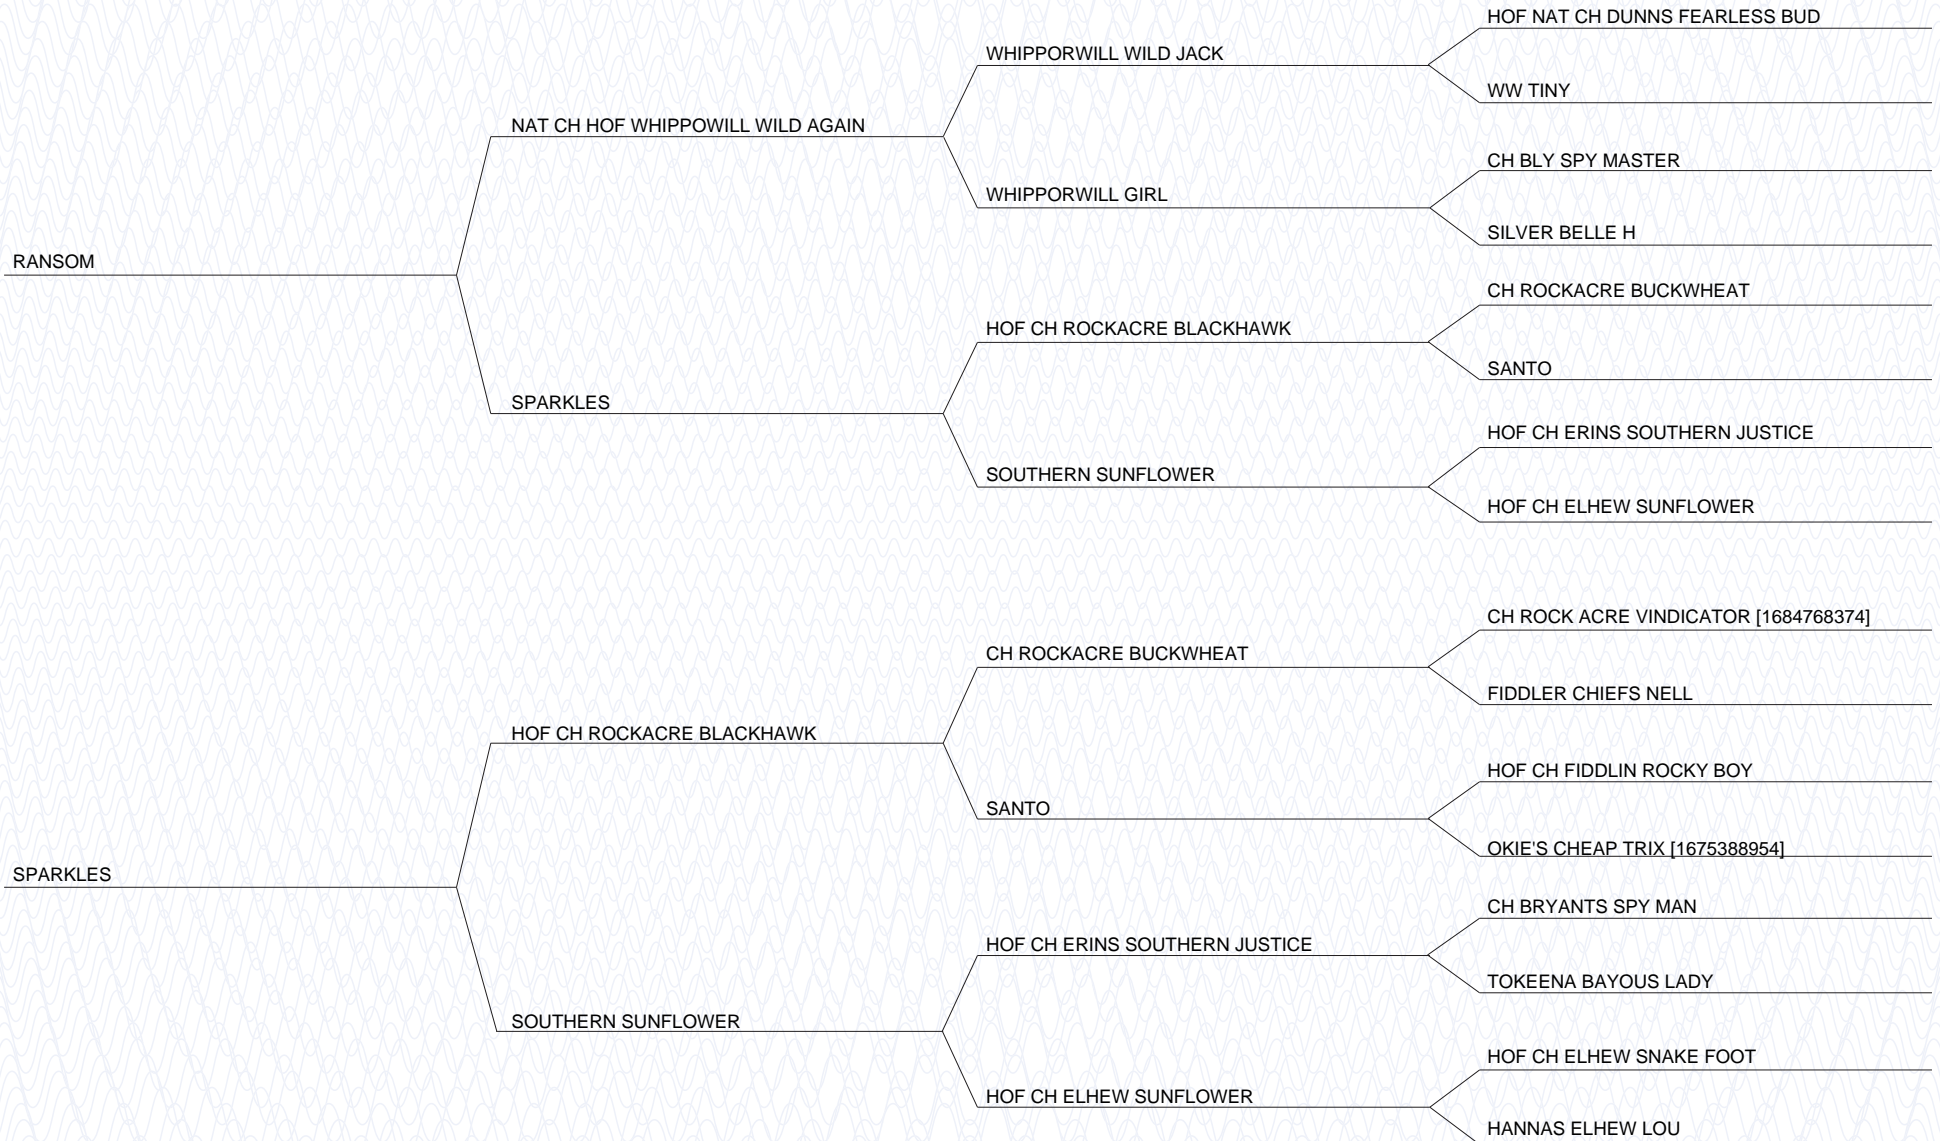 RANSOM
NAT CH HOF WHIPPOWILL WILD AGAIN
WHIPPORWILL WILD JACK
HOF NAT CH DUNNS FEARLESS BUD
WW TINY
WHIPPORWILL GIRL
CH BLY SPY MASTER
SILVER BELLE H
SPARKLES
HOF CH ROCKACRE BLACKHAWK
CH ROCKACRE BUCKWHEAT
SANTO
SOUTHERN SUNFLOWER
HOF CH ERINS SOUTHERN JUSTICE
HOF CH ELHEW SUNFLOWER
SPARKLES
HOF CH ROCKACRE BLACKHAWK
CH ROCKACRE BUCKWHEAT
CH ROCK ACRE VINDICATOR [1684768374]
FIDDLER CHIEFS NELL
SANTO
HOF CH FIDDLIN ROCKY BOY
OKIE'S CHEAP TRIX [1675388954]
SOUTHERN SUNFLOWER
HOF CH ERINS SOUTHERN JUSTICE
CH BRYANTS SPY MAN
TOKEENA BAYOUS LADY
HOF CH ELHEW SUNFLOWER
HOF CH ELHEW SNAKE FOOT
HANNAS ELHEW LOU